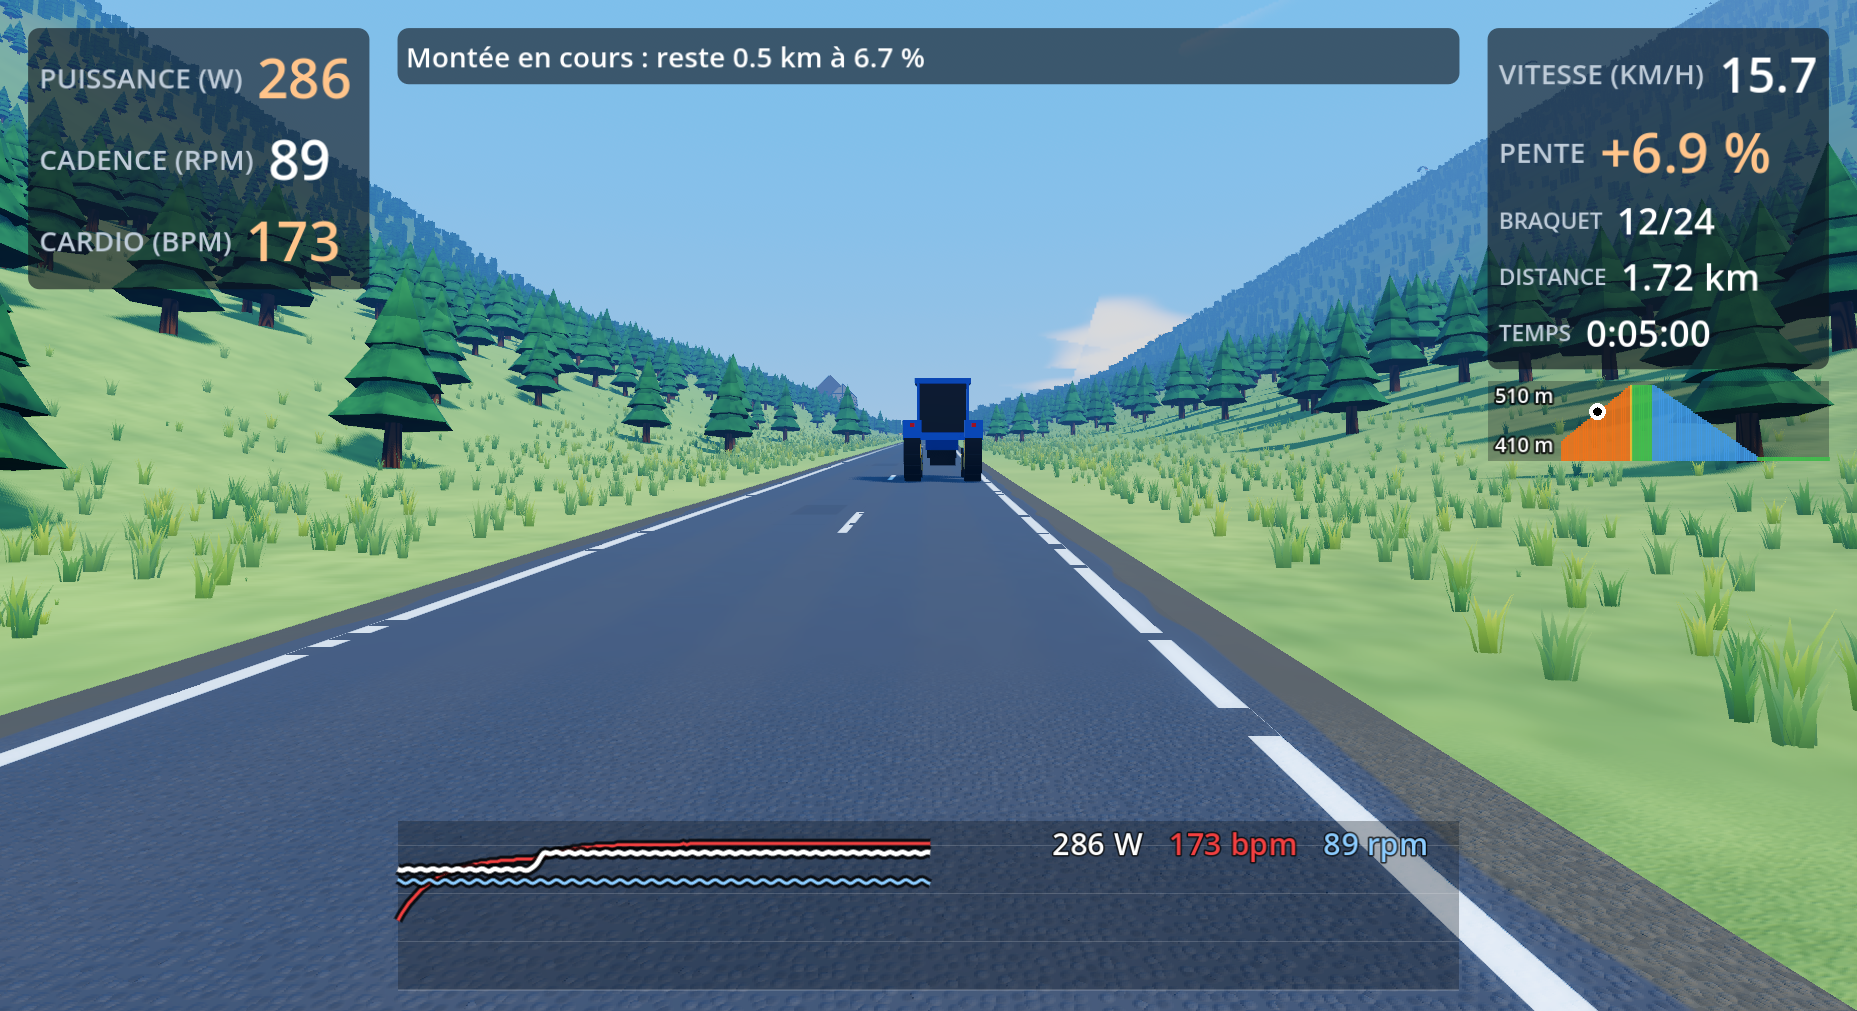 PUISSANCE (W) 286
CADENCE (RPM) 89
CARDIO (BPM) 173
Montée en cours : reste 0.5 km à 6.7 %
VITESSE (KM/H) 15.7
PENTE +6.9 %
BRAQUET 12/24
DISTANCE 1.72 km
TEMPS 0:05:00
510 m
410 m
286 W 173 bpm 89 rpm